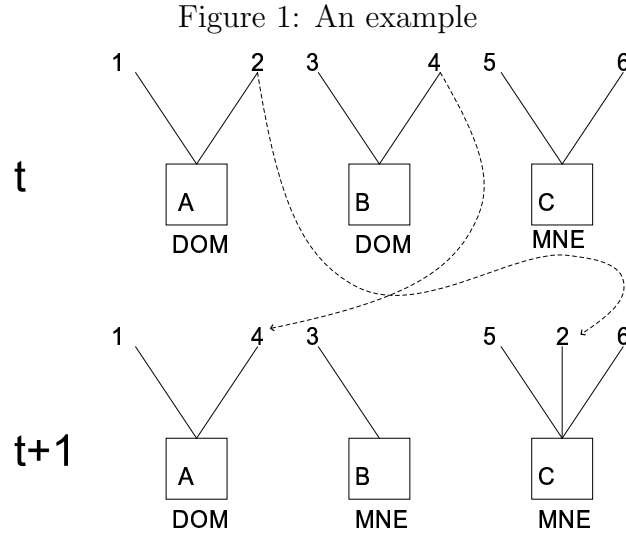 Figure 1: An example
1 2 3 4 5 6
t
A B C
DOM DOM MNE
1 4 3 5 2 6
t+1
A B C
DOM MNE MNE